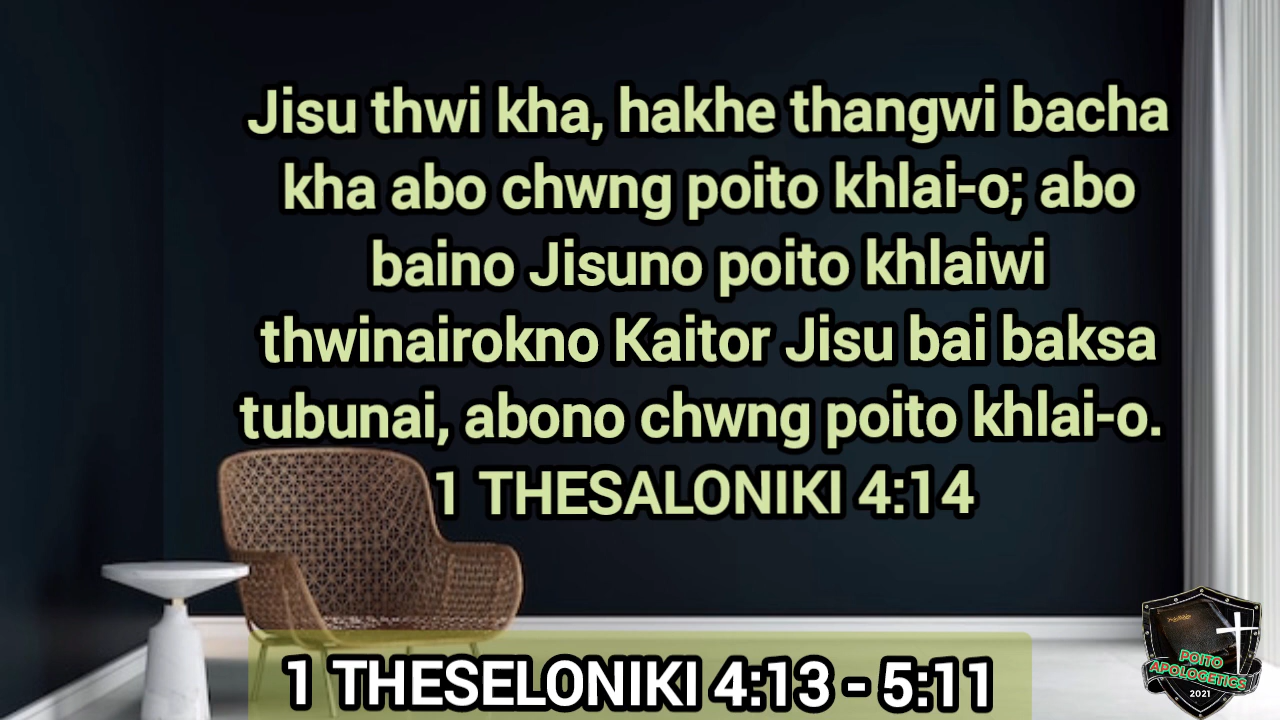 Jisu thwi kha, hakhe thangwi bacha
kha abo chwng poito khlai-o; abo
baino Jisuno poito khlaiwi
thwinairokno Kaitor Jisu bai baksa
tubunai, abono chwng poito khlai-o.
1 THESALONIKI 4:14
1 THESELONIKI 4:13 - 5:11
POITO
APOLOGETICS
2021